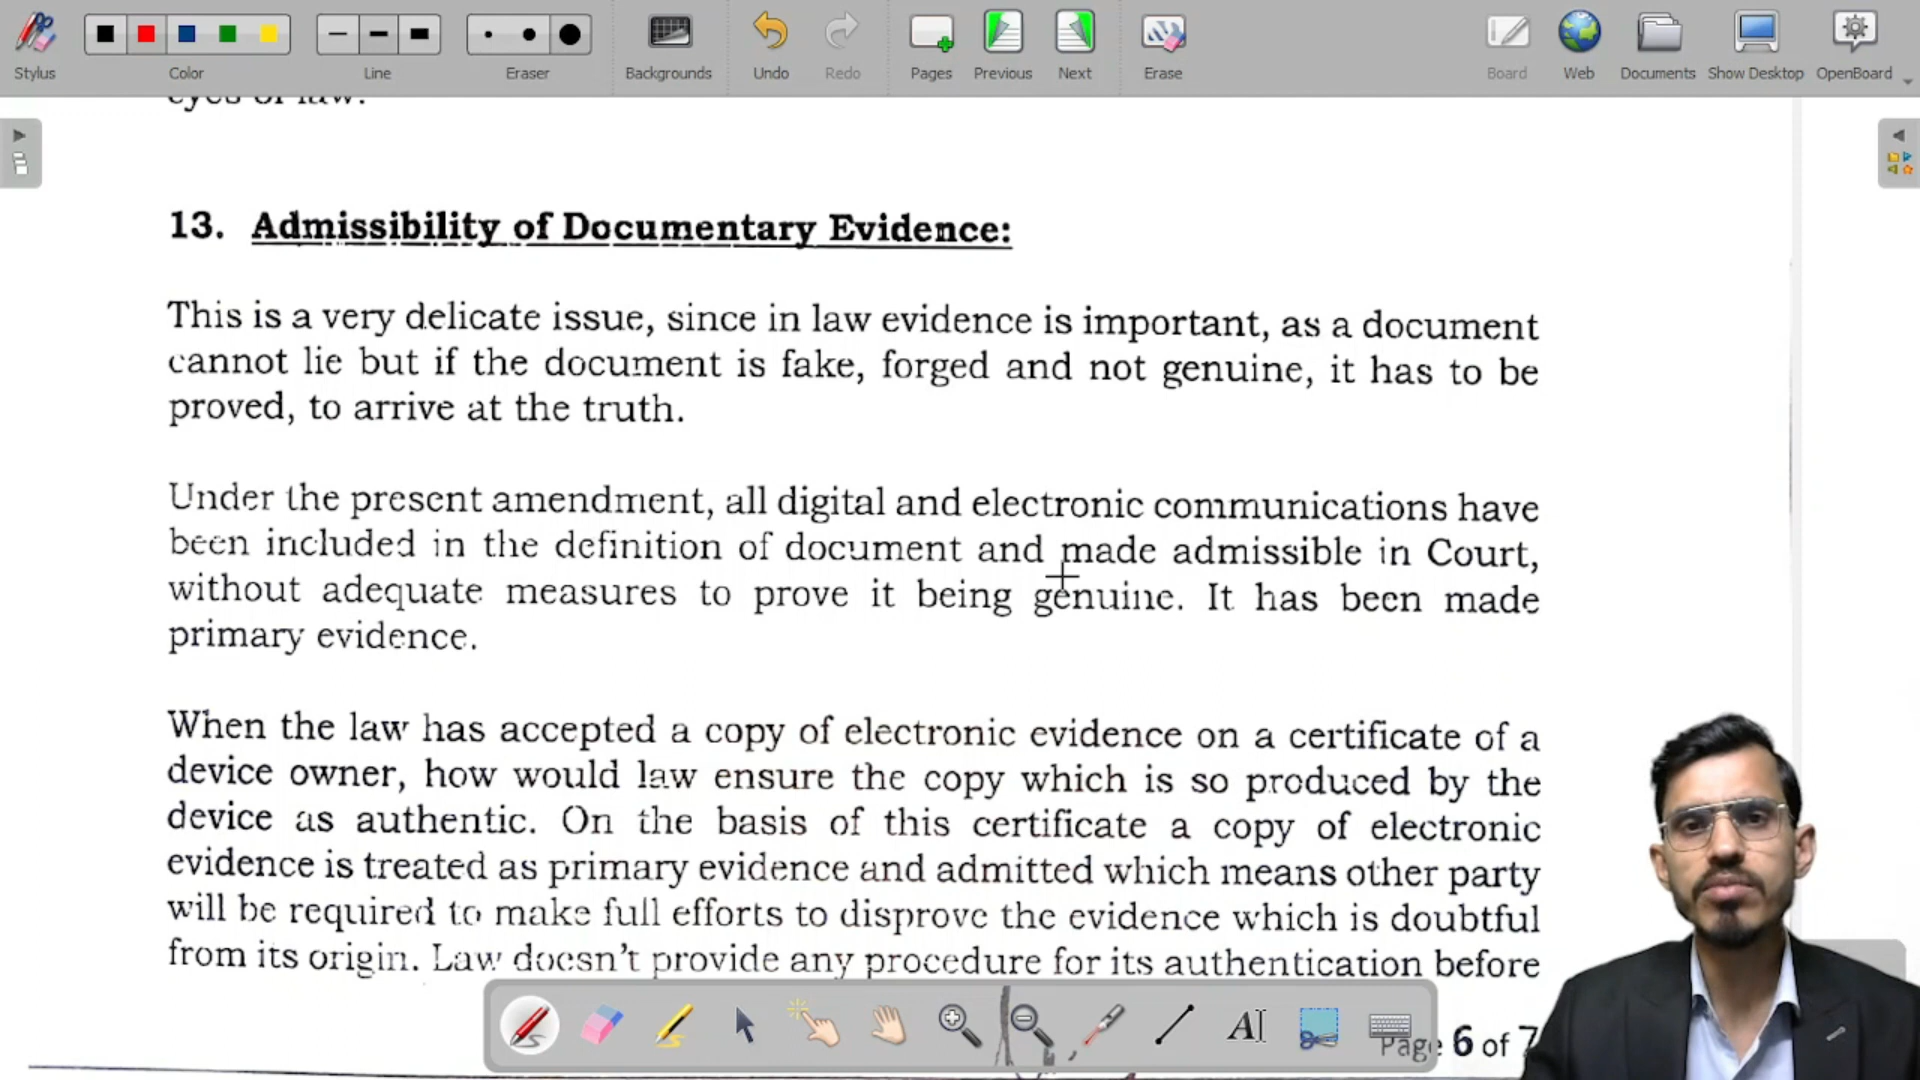 Stylus
Color
Line
Eraser
Backgrounds
Undo
Redo
Pages
Previous
Next
Erase
Board
Web
Documents
Show Desktop
OpenBoard
eyes of law.
13. Admissibility of Documentary Evidence:
This is a very delicate issue, since in law evidence is important, as a document
cannot lie but if the document is fake, forged and not genuine, it has to be
proved, to arrive at the truth.
Under the present amendment, all digital and electronic communications have
been included in the definition of document and made admissible in Court,
without adequate measures to prove it being genuine. It has been made
primary evidence.
When the law has accepted a copy of electronic evidence on a certificate of a
device owner, how would law ensure the copy which is so produced by the
device as authentic. On the basis of this certificate a copy of electronic
evidence is treated as primary evidence and admitted which means other party
will be required to make full efforts to disprove the evidence which is doubtful
from its origin. Law doesn't provide any procedure for its authentication before
Page 6 of 7